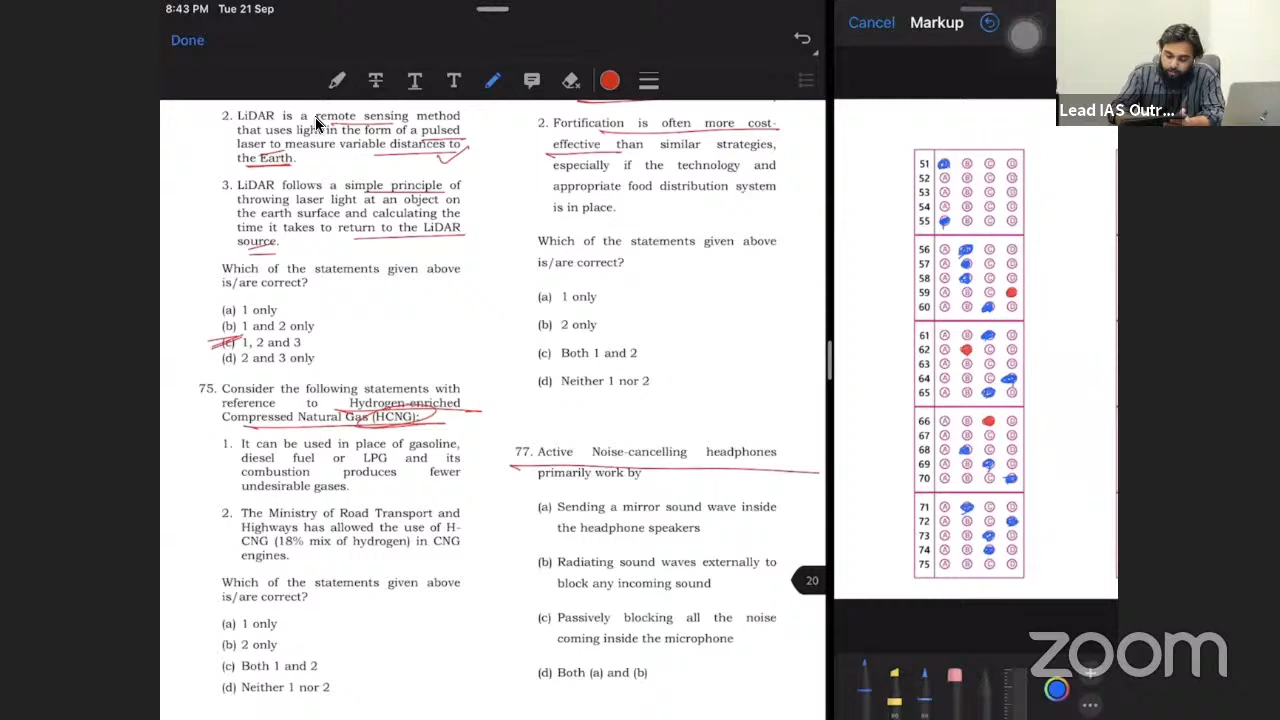 8:43 PM Tue 21 Sep
Done
2. LiDAR is a remote sensing method
that uses light in the form of a pulsed
laser to measure variable distances to
the Earth.
3. LiDAR follows a simple principle of
throwing laser light at an object on
the earth surface and calculating the
time it takes to return to the LiDAR
source.
Which of the statements given above
is/are correct?
(a) 1 only
(b) 1 and 2 only
(c) 1, 2 and 3
(d) 2 and 3 only
75. Consider the following statements with
reference to Hydrogen-enriched
Compressed Natural Gas (HCNG):
1. It can be used in place of gasoline,
diesel fuel or LPG and its
combustion produces fewer
undesirable gases.
2. The Ministry of Road Transport and
Highways has allowed the use of H-
CNG (18% mix of hydrogen) in CNG
engines.
Which of the statements given above
is/are correct?
(a) 1 only
(b) 2 only
(c) Both 1 and 2
(d) Neither 1 nor 2
2. Fortification is often more cost-
effective than similar strategies,
especially if the technology and
appropriate food distribution system
is in place.
Which of the statements given above
is/are correct?
(a) 1 only
(b) 2 only
(c) Both 1 and 2
(d) Neither 1 nor 2
77. Active Noise-cancelling headphones
primarily work by
(a) Sending a mirror sound wave inside
the headphone speakers
(b) Radiating sound waves externally to
block any incoming sound
(c) Passively blocking all the noise
coming inside the microphone
(d) Both (a) and (b)
20
Cancel Markup
Lead IAS Outr...
51 B C D
52 A B C D
53 A B C D
54 A B C D
55 B C D
56 A C D
57 A C D
58 A C D
59 A B C
60 A B D
61 A B D
62 A C D
63 A B C D
64 A B C
65 A B D
66 A B D
67 A B C D
68 A C D
69 A B D
70 A B C
71 A C D
72 A B C
73 A B D
74 A B D
75 A B C D
zoom